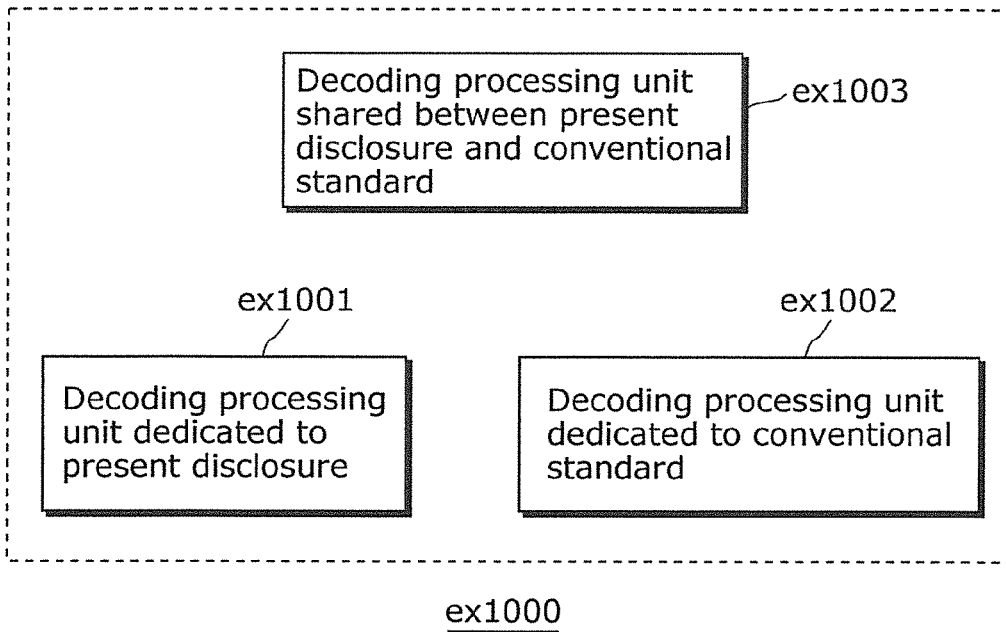 Decoding processing unit
shared between present
disclosure and conventional
standard
ex1003
ex1001
Decoding processing
unit dedicated to
present disclosure
ex1002
Decoding processing unit
dedicated to conventional
standard
ex1000